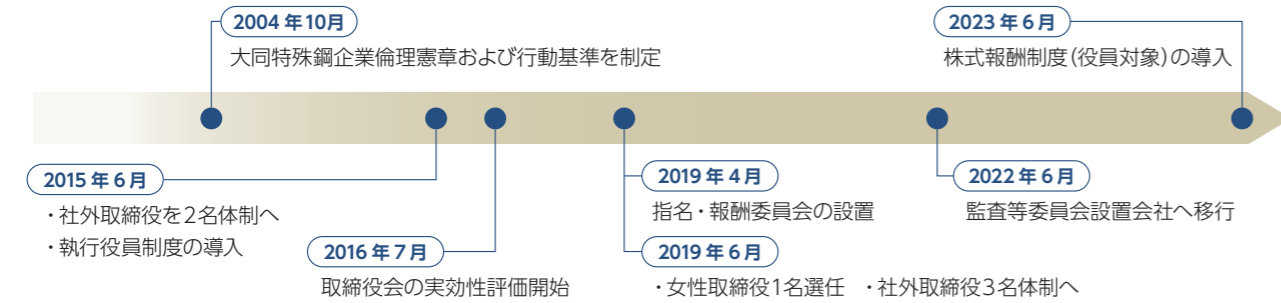 2004年10月
大同特殊鋼企業倫理憲章および行動基準を制定
2023年6月
株式報酬制度(役員対象)の導入
2015年6月
・社外取締役を2名体制へ
・執行役員制度の導入
2016年7月
取締役会の実効性評価開始
2019年4月
指名・報酬委員会の設置
2019年6月
・女性取締役1名選任 ・社外取締役3名体制へ
2022年6月
監査等委員会設置会社へ移行